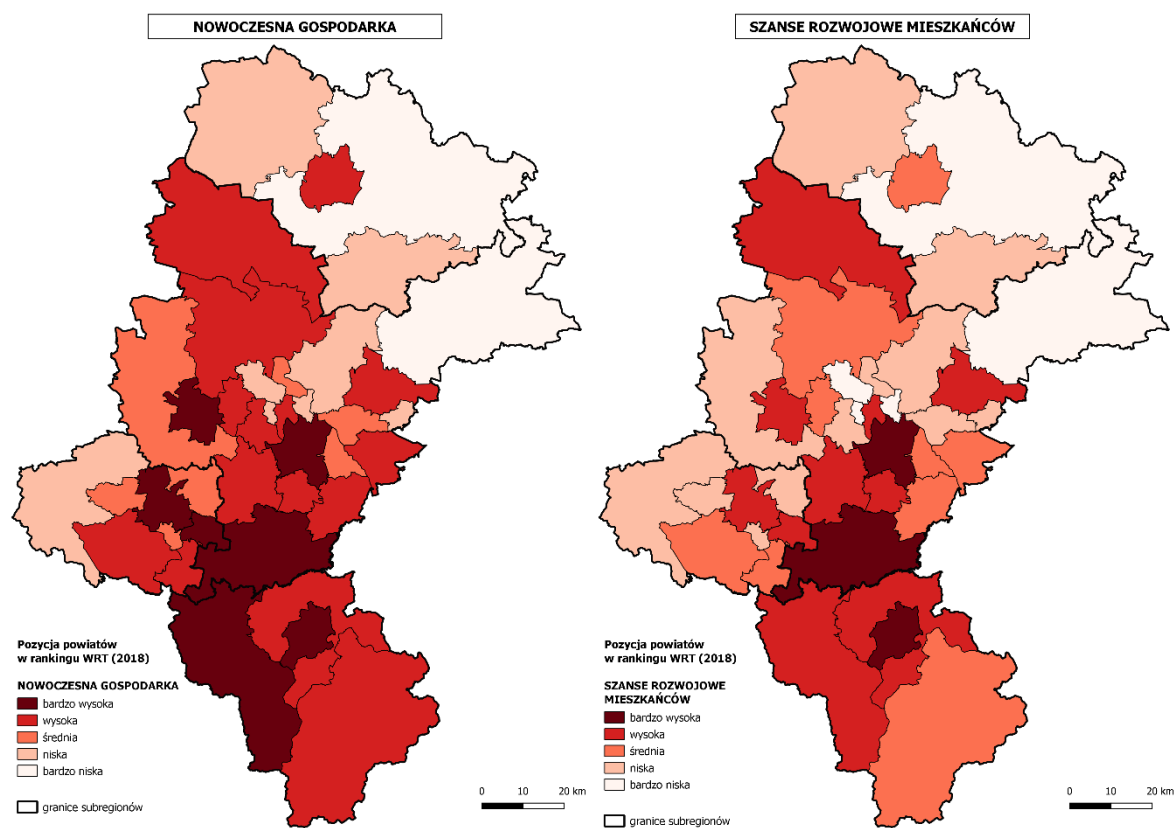 NOWOCZESNA GOSPODARKA
Pozycja powiatów
w rankingu WRT (2018)
NOWOCZESNA GOSPODARKA
bardzo wysoka
wysoka
średnia
niska
bardzo niska
granice subregionów
0 10 20 km
SZANSE ROZWOJOWE MIESZKAŃCÓW
Pozycja powiatów
w rankingu WRT (2018)
SZANSE ROZWOJOWE
MIESZKAŃCÓW
bardzo wysoka
wysoka
średnia
niska
bardzo niska
granice subregionów
0 10 20 km